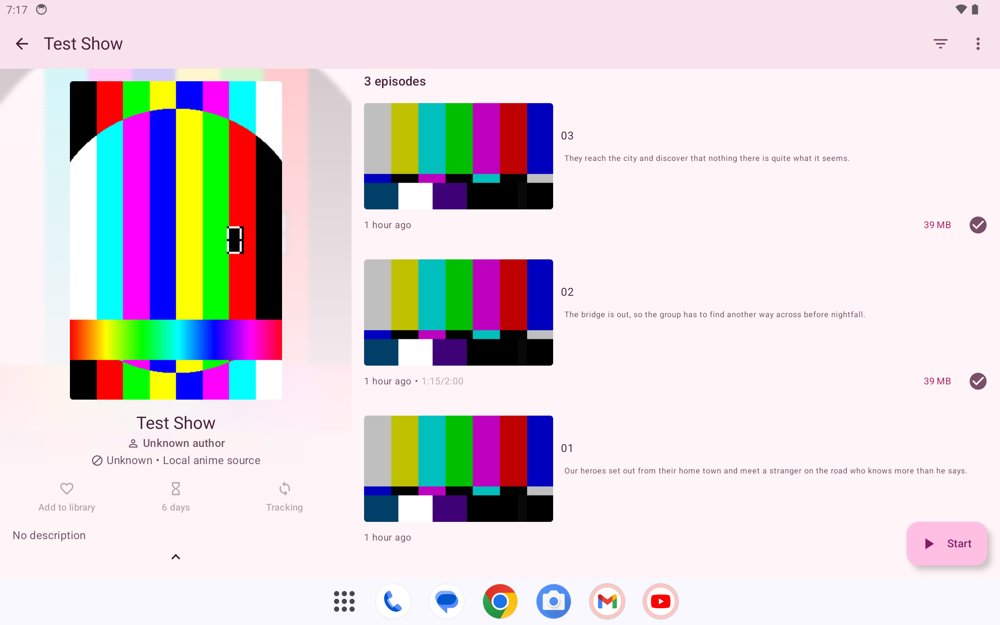 7:17
Test Show
Test Show
Unknown author
Unknown • Local anime source
Add to library
6 days
Tracking
No description
3 episodes
03
They reach the city and discover that nothing there is quite what it seems.
1 hour ago
39 MB
02
The bridge is out, so the group has to find another way across before nightfall.
1 hour ago • 1:15/2:00
39 MB
01
Our heroes set out from their home town and meet a stranger on the road who knows more than he says.
1 hour ago
Start